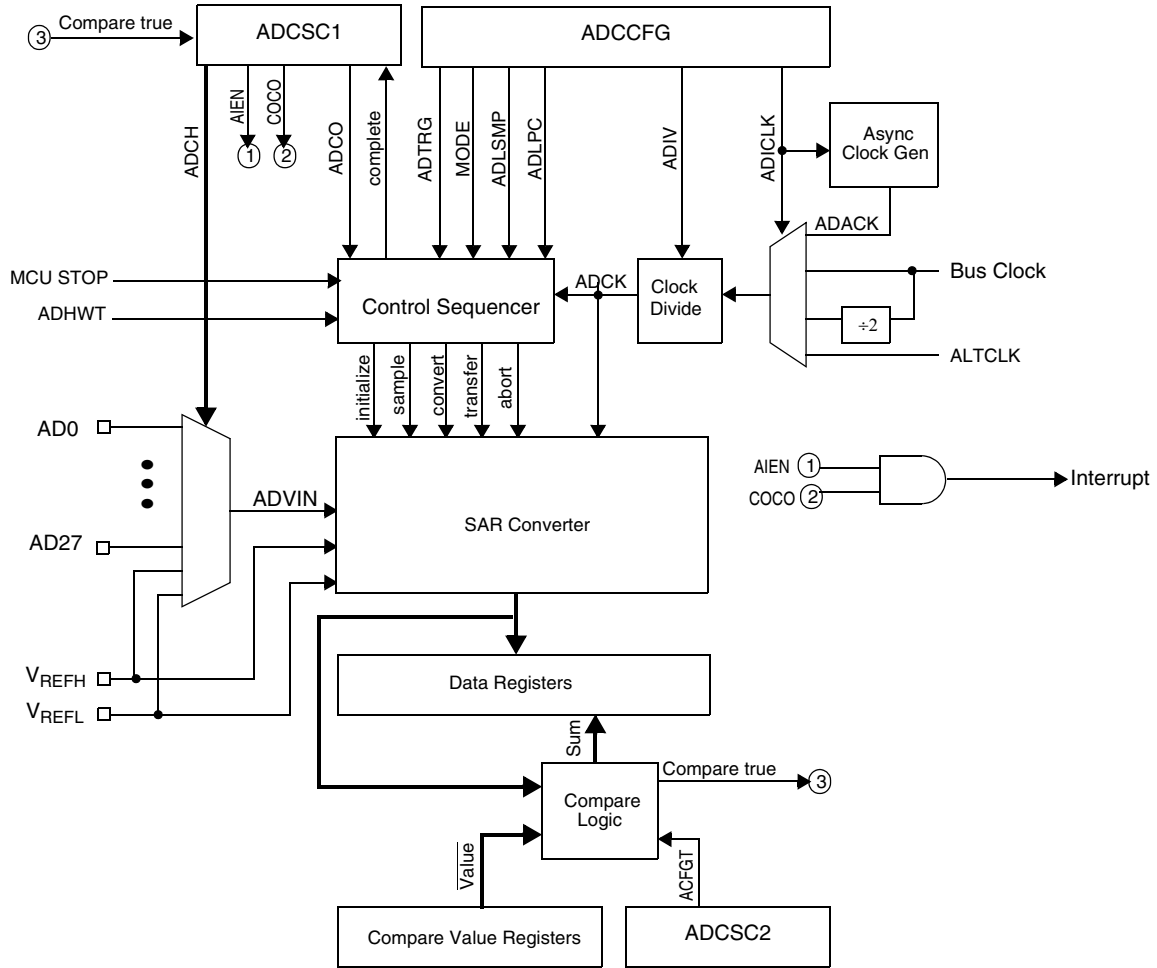 3 Compare true
ADCSC1
ADCCFG
ADCH
AIEN
COCO
1
2
ADCO
complete
ADTRG
MODE
ADLSMP
ADLPC
ADIV
ADICLK
Async
Clock Gen
ADACK
MCU STOP
ADHWT
Control Sequencer
ADCK
Clock
Divide
Bus Clock
÷2
ALTCLK
initialize
sample
convert
transfer
abort
AD0
AD27
ADVIN
SAR Converter
AIEN 1
COCO 2
Interrupt
VREFH
VREFL
Data Registers
Sum
Compare true
3
Compare
Logic
Value
ACFGT
Compare Value Registers
ADCSC2